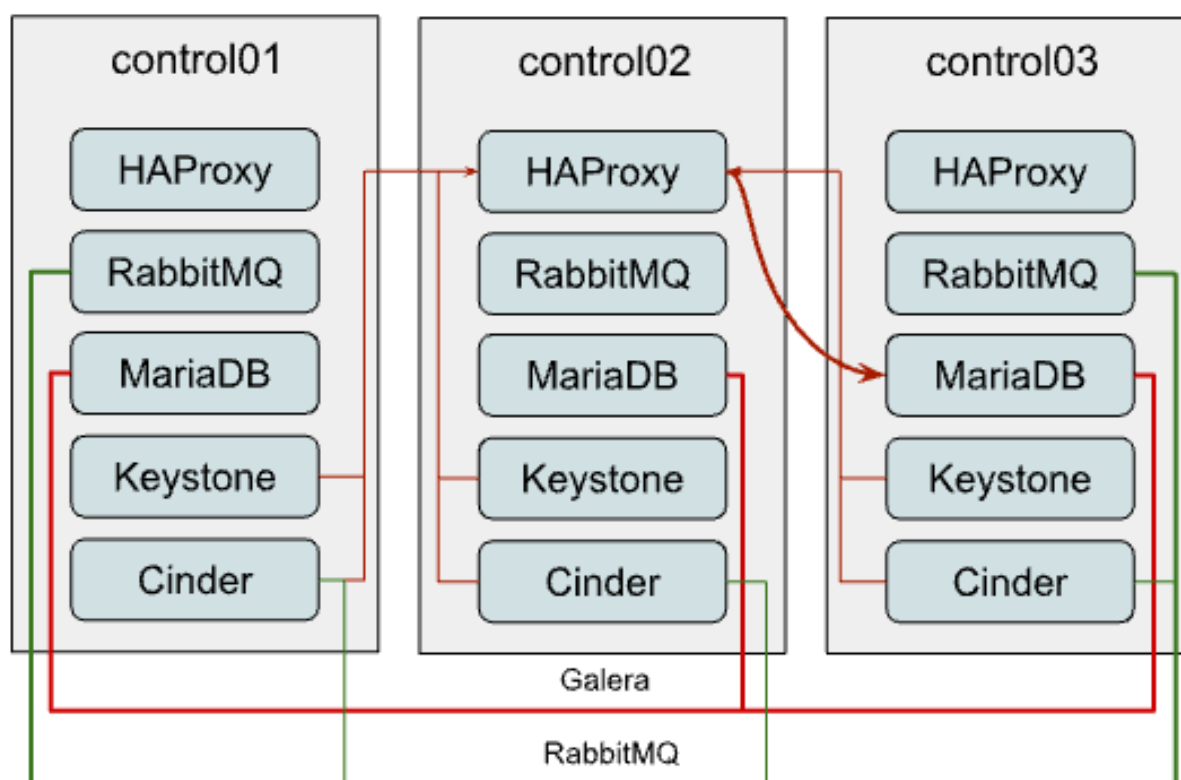 control01
HAProxy
RabbitMQ
MariaDB
Keystone
Cinder
control02
HAProxy
RabbitMQ
MariaDB
Keystone
Cinder
control03
HAProxy
RabbitMQ
MariaDB
Keystone
Cinder
Galera
RabbitMQ